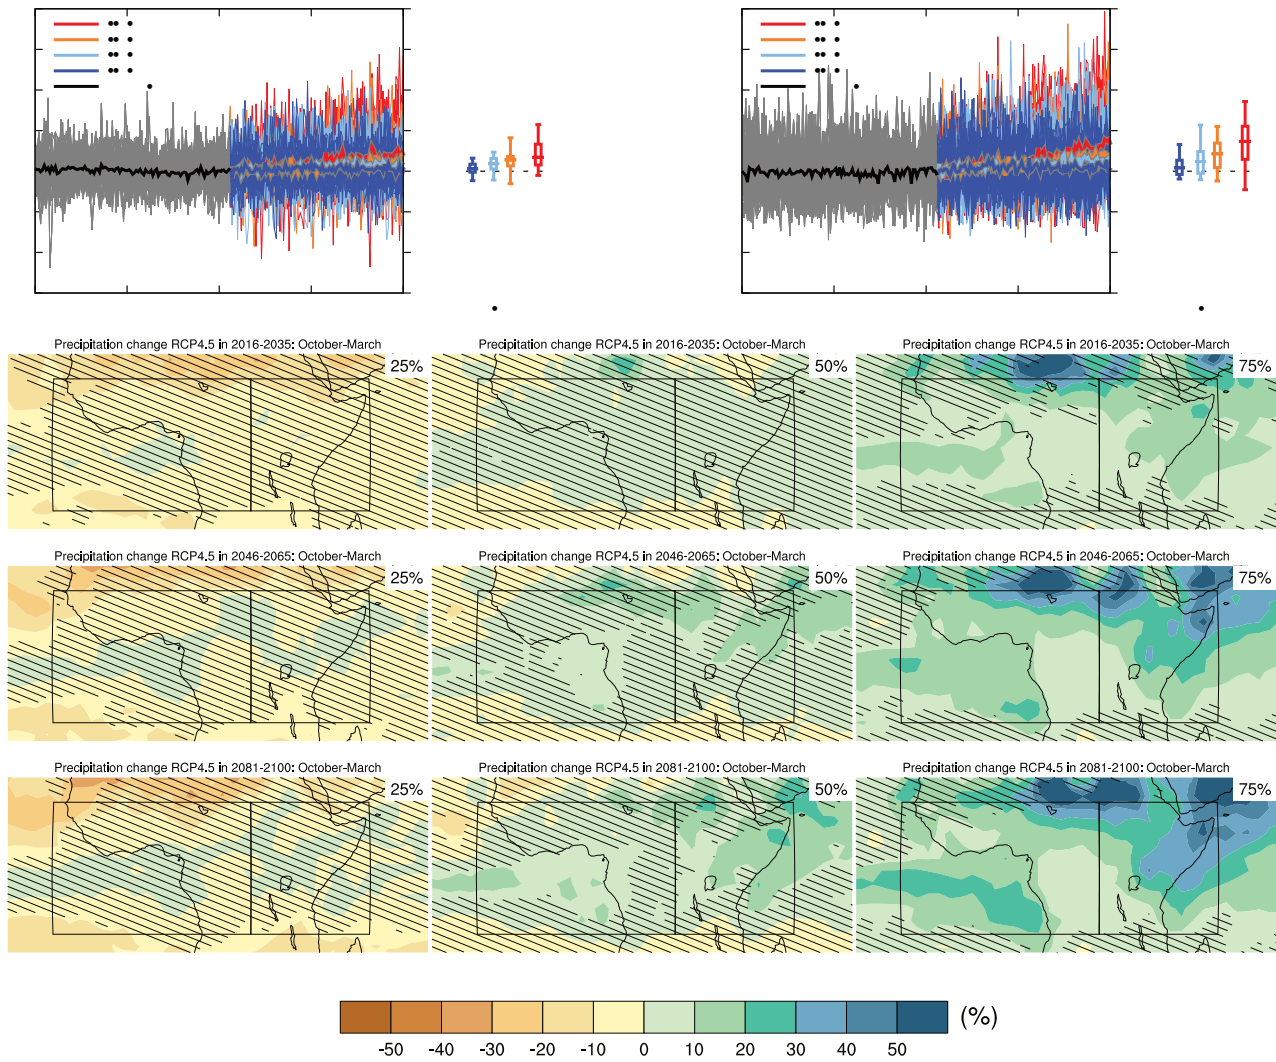 Precipitation change RCP4.5 in 2016-2035: October-March
25%
Precipitation change RCP4.5 in 2016-2035: October-March
50%
Precipitation change RCP4.5 in 2016-2035: October-March
75%
Precipitation change RCP4.5 in 2046-2065: October-March
25%
Precipitation change RCP4.5 in 2046-2065: October-March
50%
Precipitation change RCP4.5 in 2046-2065: October-March
75%
Precipitation change RCP4.5 in 2081-2100: October-March
25%
Precipitation change RCP4.5 in 2081-2100: October-March
50%
Precipitation change RCP4.5 in 2081-2100: October-March
75%
(%)
-50 -40 -30 -20 -10 0 10 20 30 40 50